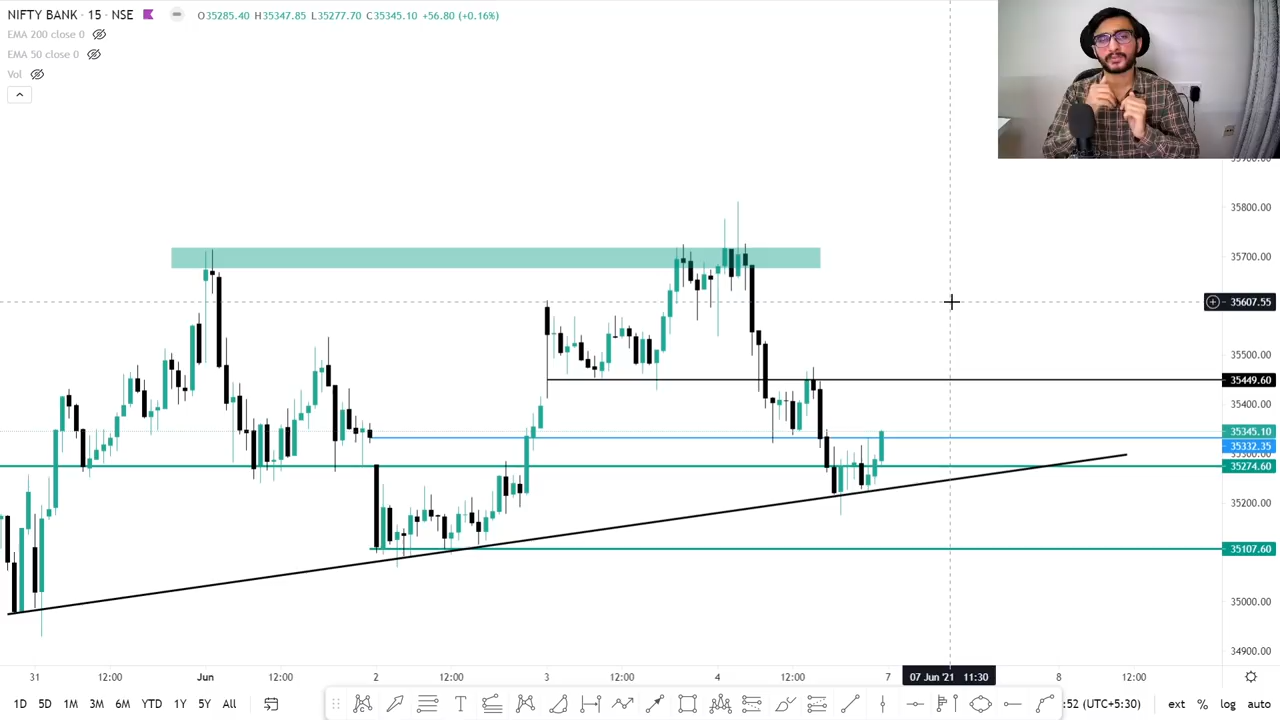 NIFTY BANK · 15 · NSE O35285.40 H35347.85 L35277.70 C35345.10 +56.80 (+0.16%)
EMA 200 close 0
EMA 50 close 0
Vol
35800.00
35700.00
35607.55
35500.00
35449.60
35400.00
35345.10
35332.35
35274.60
35200.00
35107.60
35000.00
34900.00
31 12:00 Jun 12:00 2 12:00 3 12:00 4 12:00 7 07 Jun '21 11:30 8 12:00
1D 5D 1M 3M 6M YTD 1Y 5Y All :52 (UTC+5:30) ext % log auto